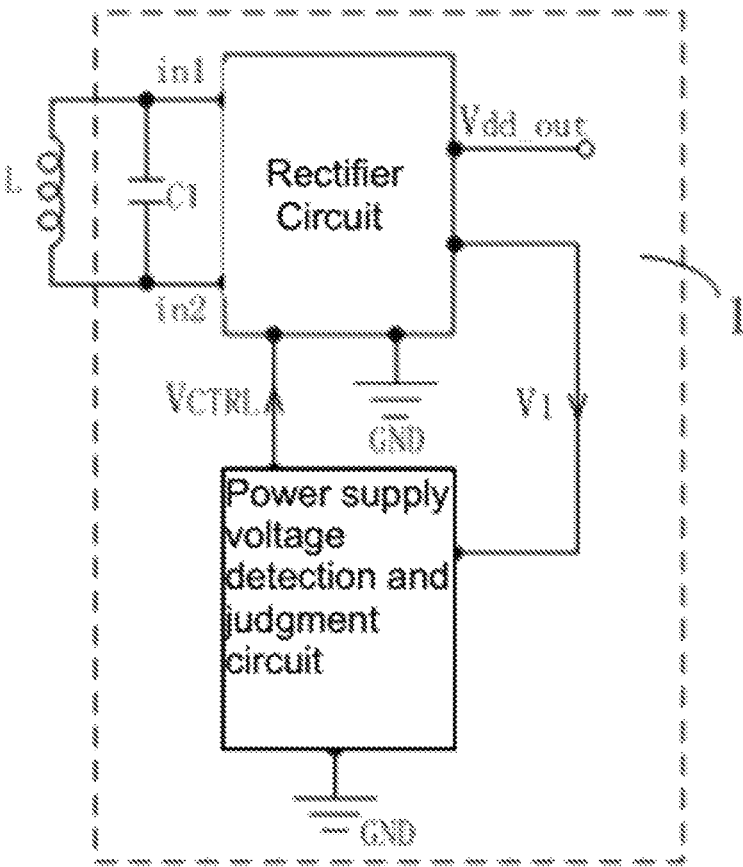 in1
Vdd_out
L
C1
Rectifier
Circuit
in2
1
VCTRL
V1
GND
Power supply
voltage
detection and
judgment
circuit
GND